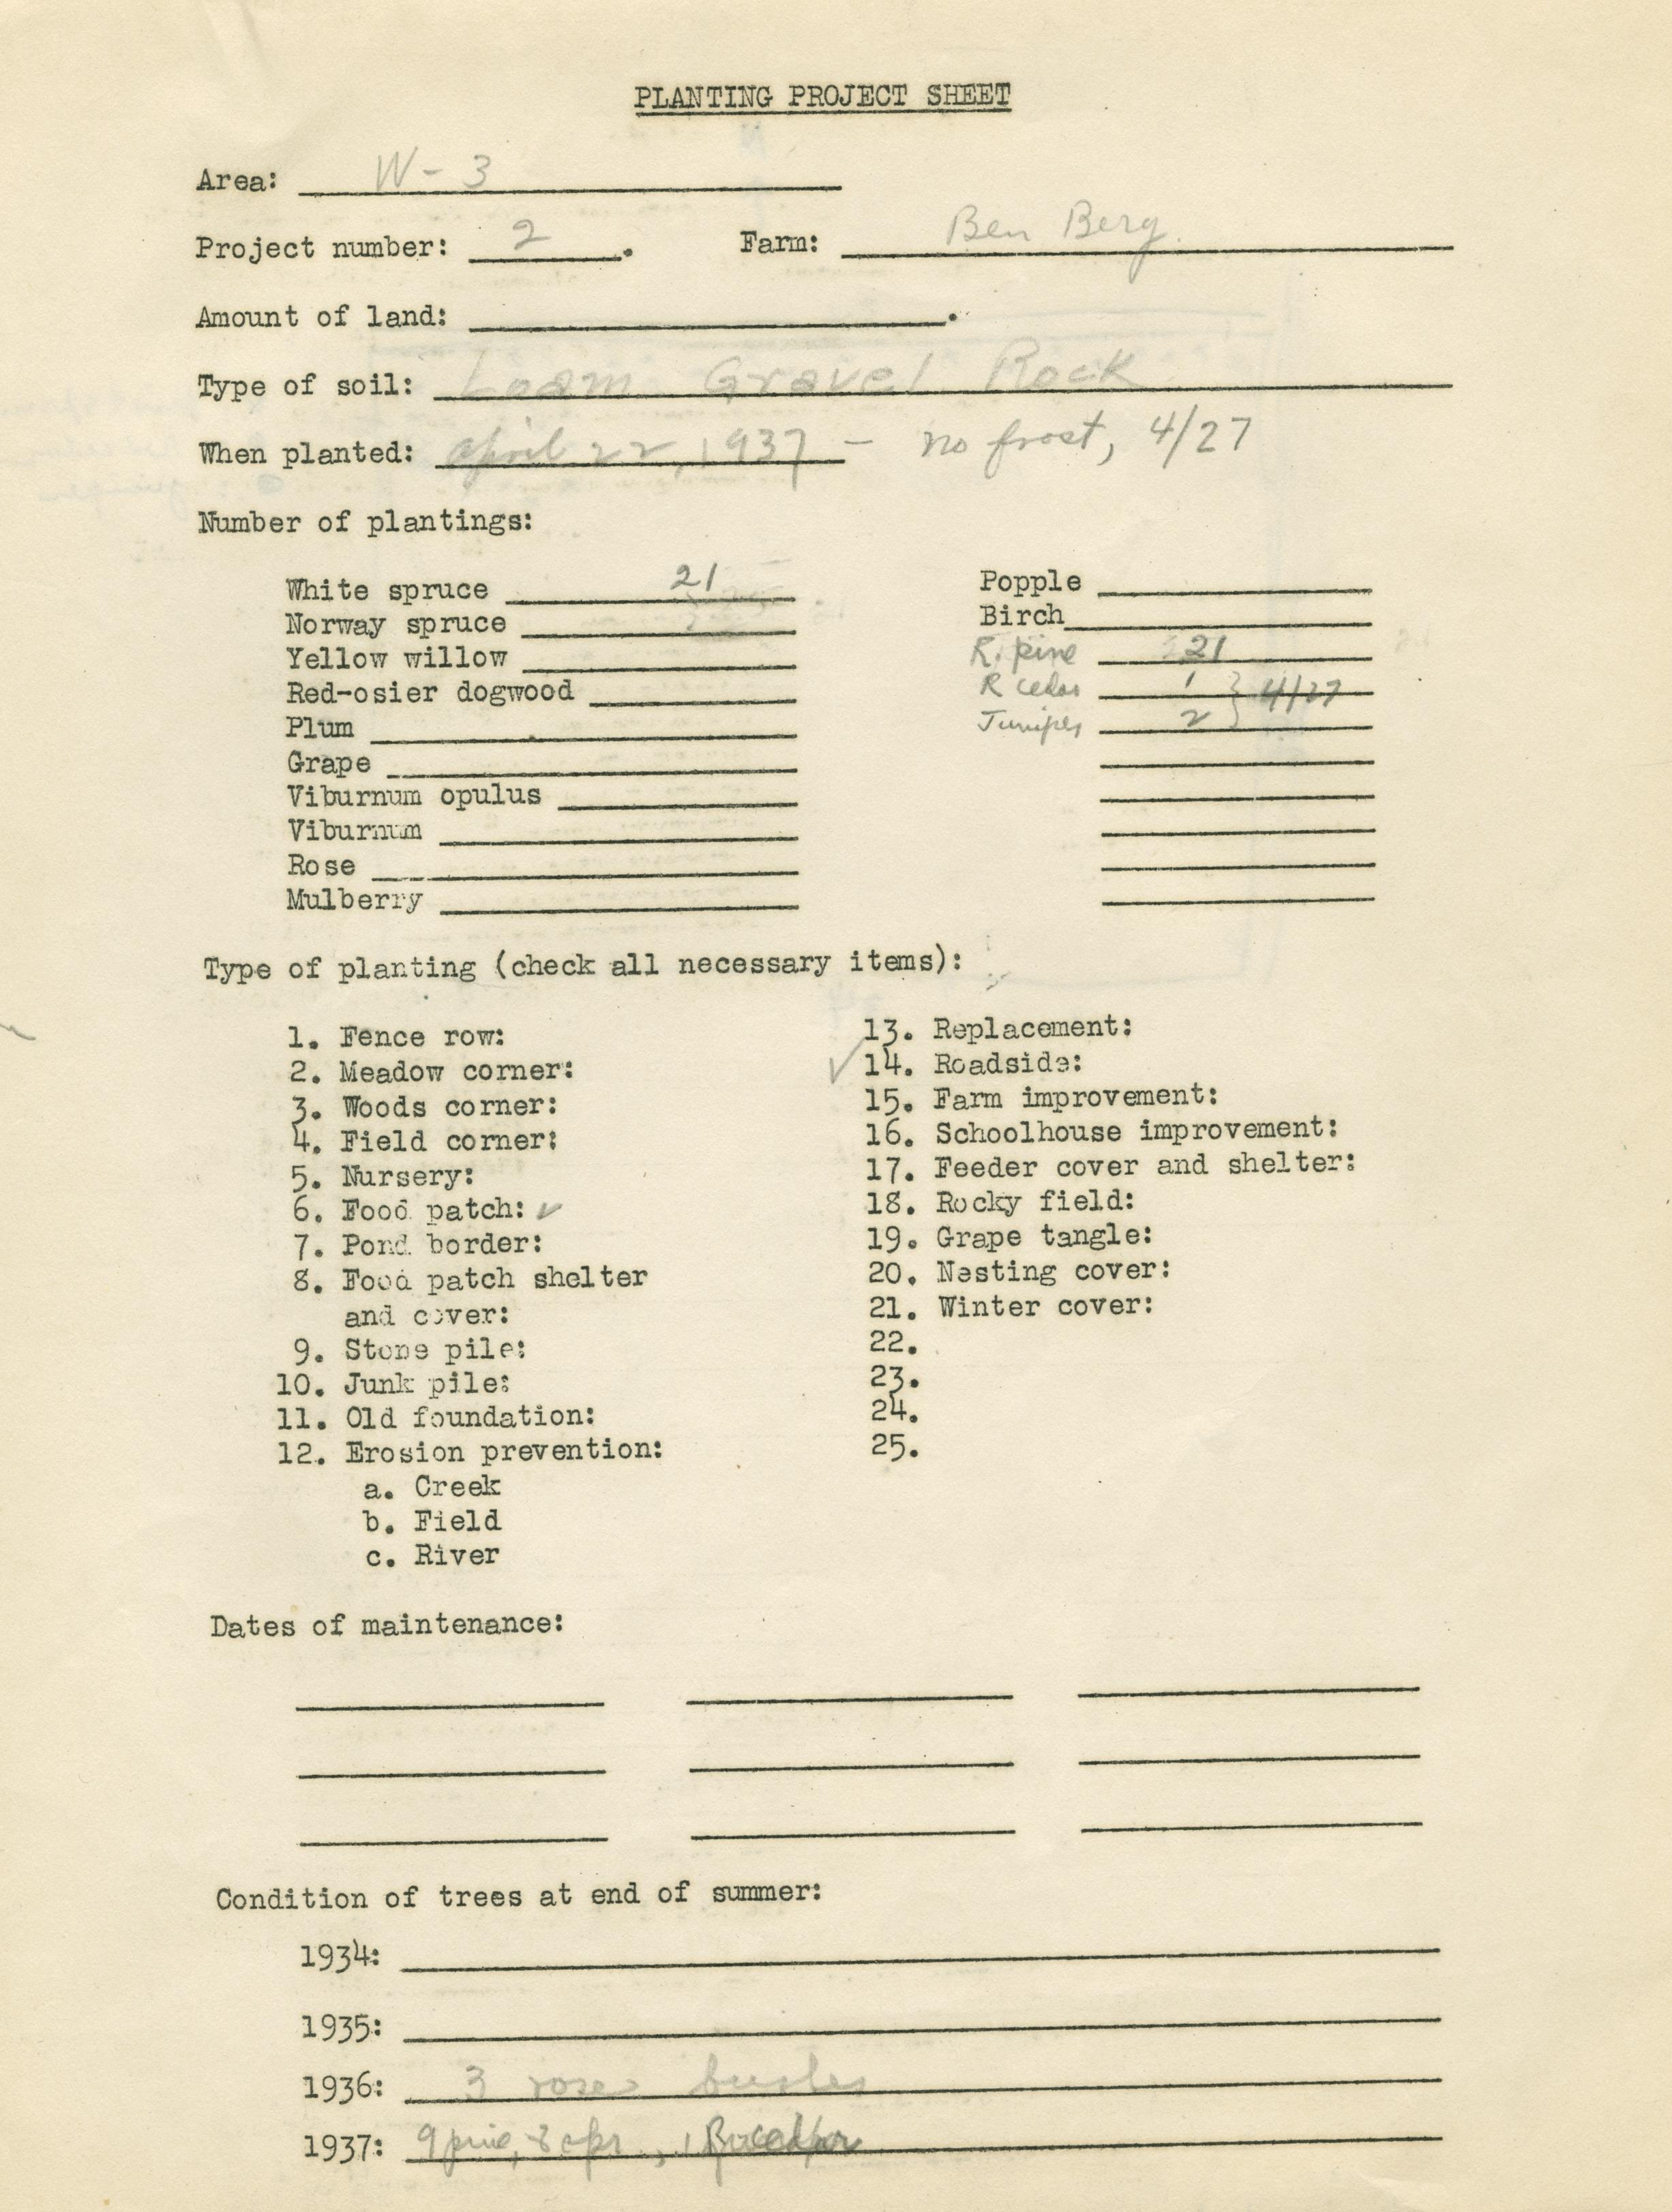 PLANTING PROJECT SHEET
Area: W-3
Project number: 2. Farm: Ben Berg.
Amount of land: .
Type of soil: Loam Gravel Rock
When planted: april 22, 1937 - no frost, 4/27
Number of plantings:
White spruce 21
Norway spruce
Yellow willow
Red-osier dogwood
Plum
Grape
Viburnum opulus
Viburnum
Rose
Mulberry
Popple
Birch
R. pine 21
R cedar 1 } 4/27
Juniper 2
Type of planting (check all necessary items):
1. Fence row:
2. Meadow corner:
3. Woods corner:
4. Field corner:
5. Nursery:
6. Food patch: ✓
7. Pond border:
8. Food patch shelter
and cover:
9. Stone pile:
10. Junk pile:
11. Old foundation:
12. Erosion prevention:
a. Creek
b. Field
c. River
13. Replacement:
✓ 14. Roadside:
15. Farm improvement:
16. Schoolhouse improvement:
17. Feeder cover and shelter:
18. Rocky field:
19. Grape tangle:
20. Nesting cover:
21. Winter cover:
22.
23.
24.
25.
Dates of maintenance:
Condition of trees at end of summer:
1934:
1935:
1936: 3 rose bushes
1937: 9 pine, 1